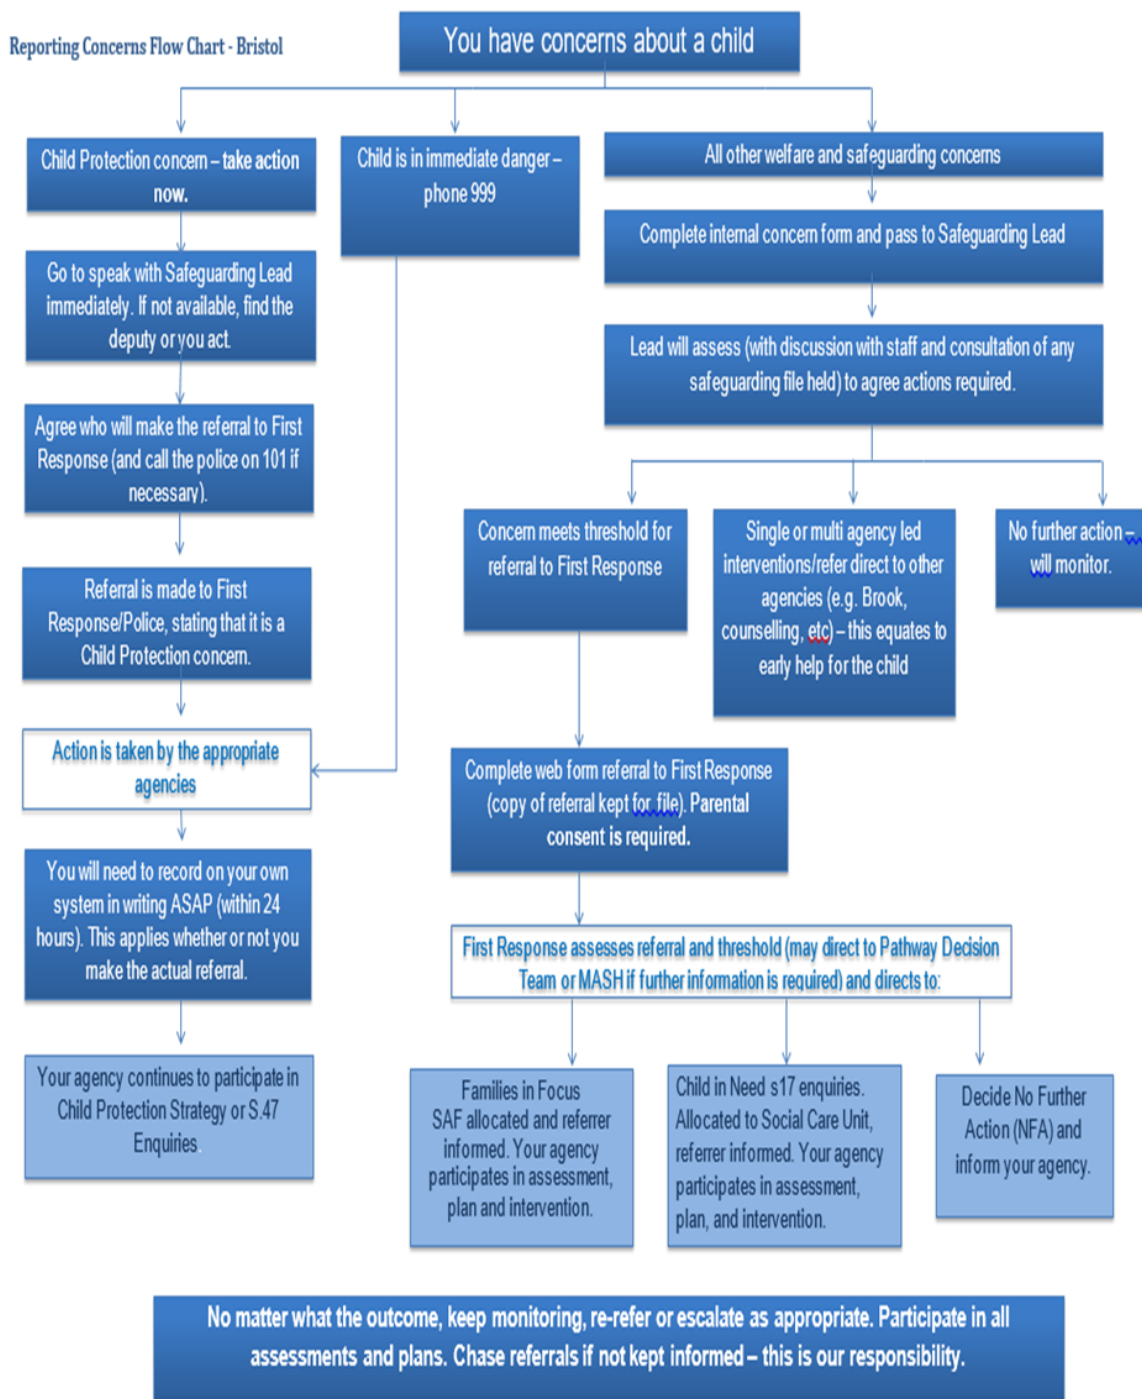 Reporting Concerns Flow Chart - Bristol
You have concerns about a child
Child Protection concern – take action
now.
Go to speak with Safeguarding Lead
immediately. If not available, find the
deputy or you act.
Agree who will make the referral to First
Response (and call the police on 101 if
necessary).
Referral is made to First
Response/Police, stating that it is a
Child Protection concern.
Action is taken by the appropriate
agencies
You will need to record on your own
system in writing ASAP (within 24
hours). This applies whether or not you
make the actual referral.
Your agency continues to participate in
Child Protection Strategy or S.47
Enquiries.
Child is in immediate danger –
phone 999
All other welfare and safeguarding concerns
Complete internal concern form and pass to Safeguarding Lead
Lead will assess (with discussion with staff and consultation of any
safeguarding file held) to agree actions required.
Concern meets threshold for
referral to First Response
Single or multi agency led
interventions/refer direct to other
agencies (e.g. Brook,
counselling, etc) – this equates to
early help for the child
No further action –
will monitor.
Complete web form referral to First Response
(copy of referral kept for file). Parental
consent is required.
First Response assesses referral and threshold (may direct to Pathway Decision
Team or MASH if further information is required) and directs to:
Families in Focus
SAF allocated and referrer
informed. Your agency
participates in assessment,
plan and intervention.
Child in Need s17 enquiries.
Allocated to Social Care Unit,
referrer informed. Your agency
participates in assessment,
plan, and intervention.
Decide No Further
Action (NFA) and
inform your agency.
No matter what the outcome, keep monitoring, re-refer or escalate as appropriate. Participate in all
assessments and plans. Chase referrals if not kept informed – this is our responsibility.